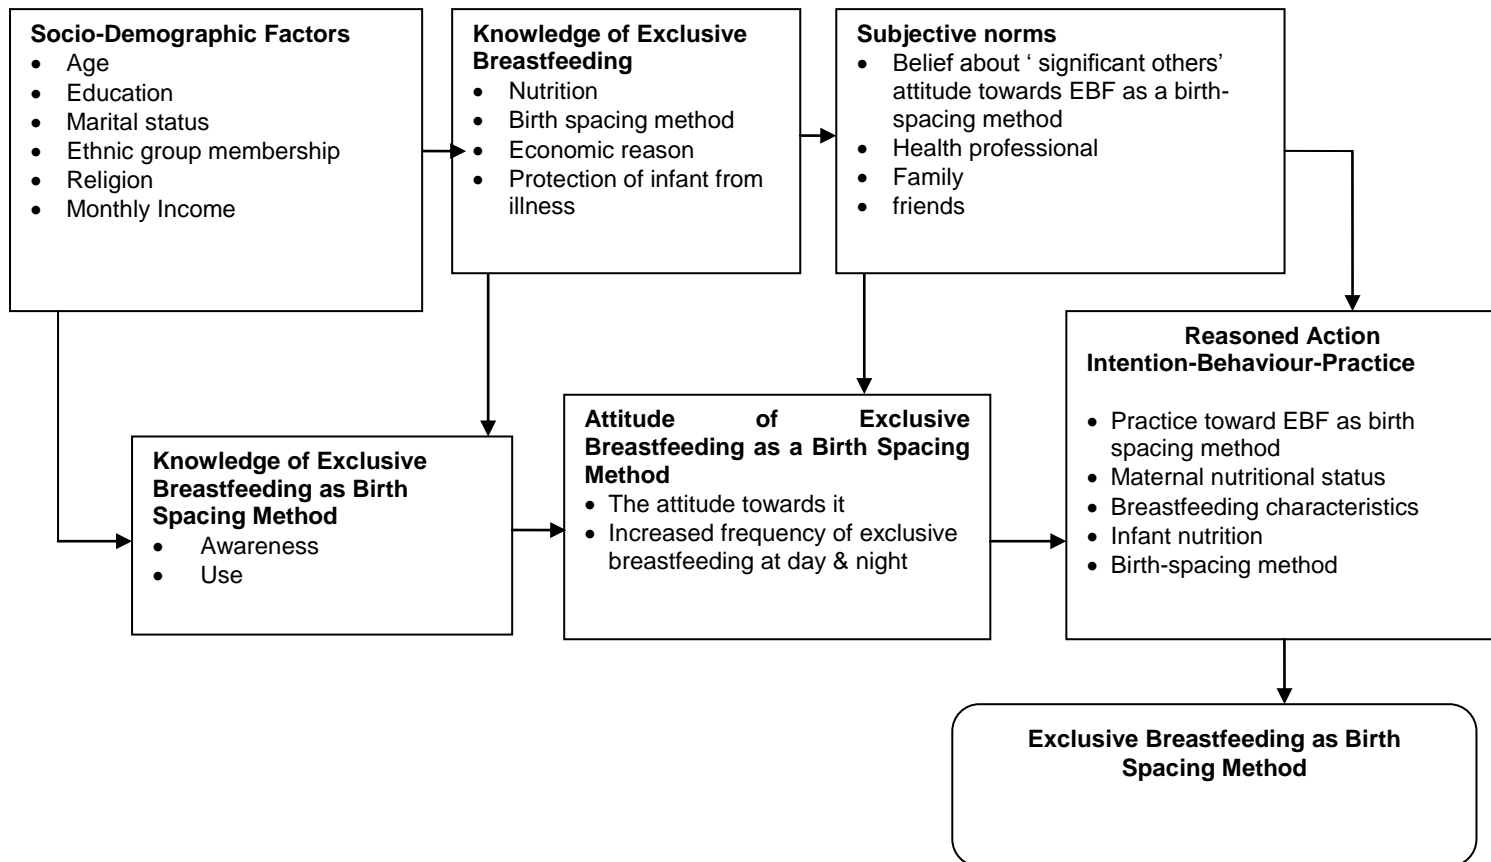 Socio-Demographic Factors
• Age
• Education
• Marital status
• Ethnic group membership
• Religion
• Monthly Income
Knowledge of Exclusive
Breastfeeding
• Nutrition
• Birth spacing method
• Economic reason
• Protection of infant from
illness
Subjective norms
• Belief about ‘ significant others’
attitude towards EBF as a birth-
spacing method
• Health professional
• Family
• friends
Knowledge of Exclusive
Breastfeeding as Birth
Spacing Method
• Awareness
• Use
Attitude of Exclusive
Breastfeeding as a Birth Spacing
Method
• The attitude towards it
• Increased frequency of exclusive
breastfeeding at day & night
Reasoned Action
Intention-Behaviour-Practice
• Practice toward EBF as birth
spacing method
• Maternal nutritional status
• Breastfeeding characteristics
• Infant nutrition
• Birth-spacing method
Exclusive Breastfeeding as Birth
Spacing Method